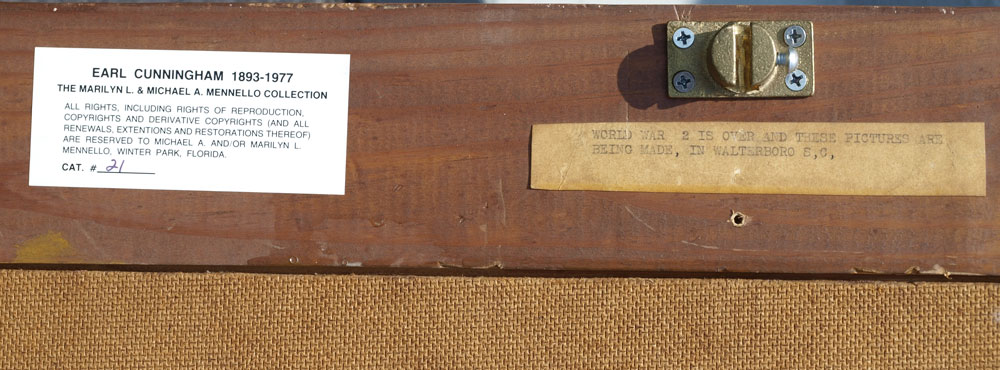 EARL CUNNINGHAM 1893-1977
THE MARILYN L. & MICHAEL A. MENNELLO COLLECTION
ALL RIGHTS, INCLUDING RIGHTS OF REPRODUCTION,
COPYRIGHTS AND DERIVATIVE COPYRIGHTS (AND ALL
RENEWALS, EXTENTIONS AND RESTORATIONS THEREOF)
ARE RESERVED TO MICHAEL A. AND/OR MARILYN L.
MENNELLO, WINTER PARK, FLORIDA.
CAT. # 21
WORLD WAR 2 IS OVER AND THESE PICTURES ARE
BEING MADE, IN WALTERBORO S,C,